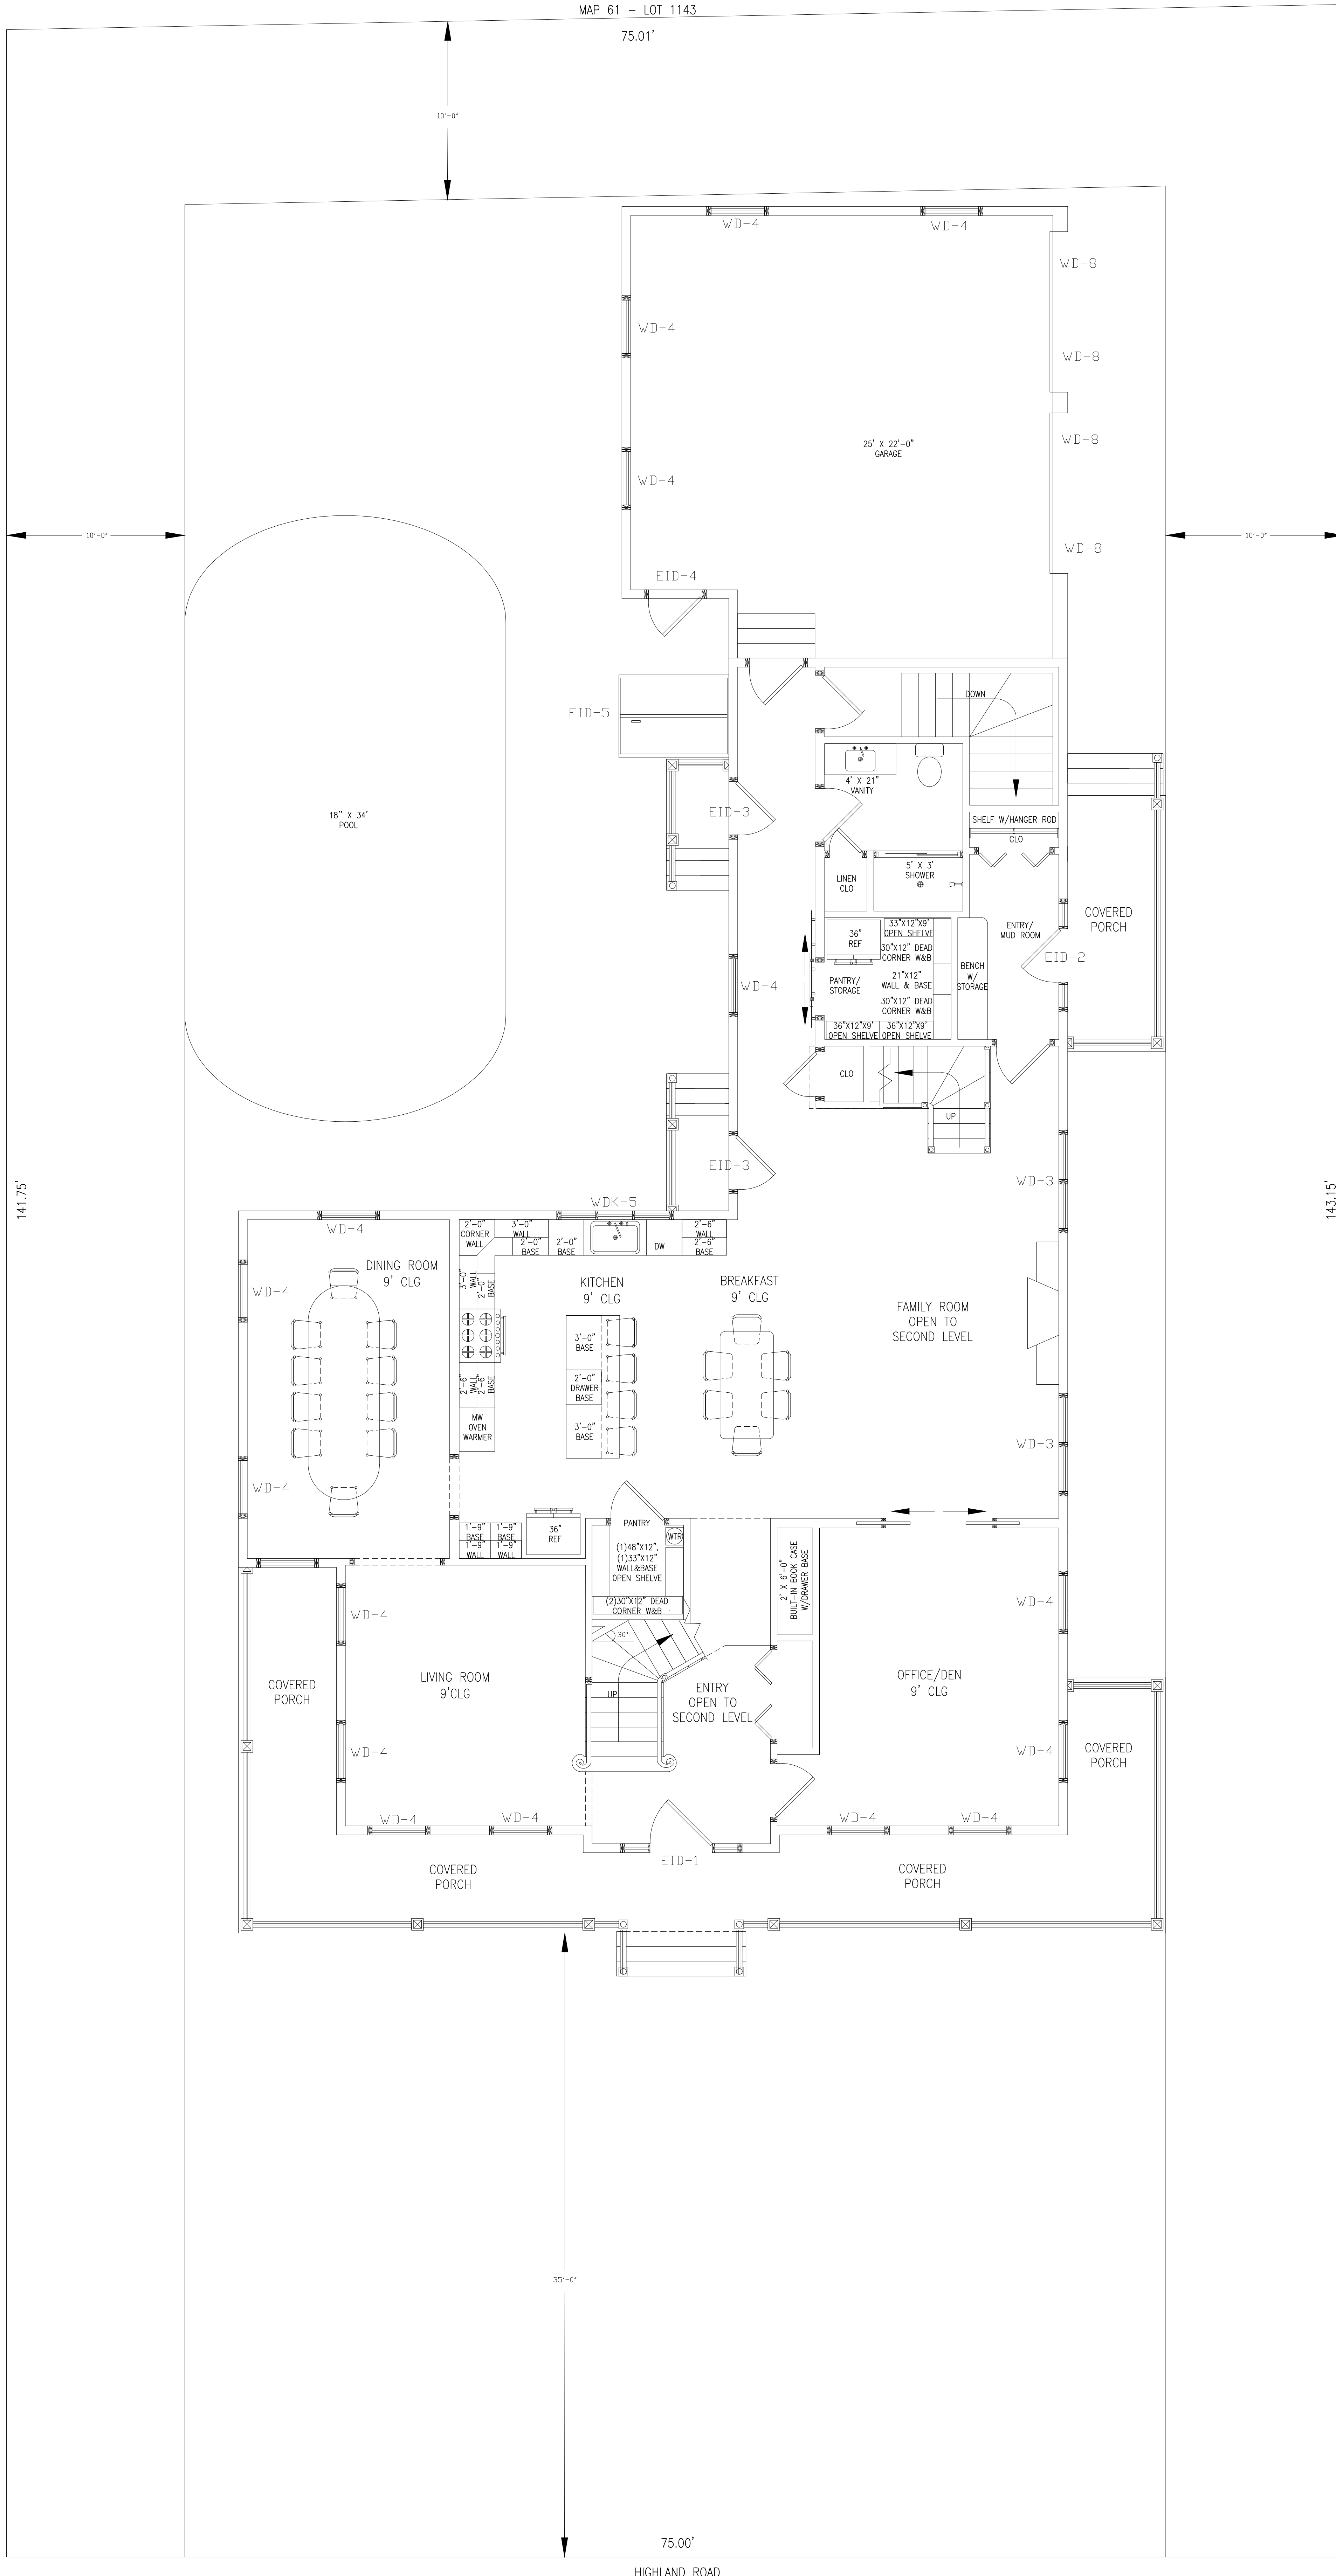 MAP 61 - LOT 1143
75.01'
10'-0"
WD-4
WD-4
WD-8
WD-4
WD-8
WD-8
25' X 22'-0"
GARAGE
WD-4
10'-0"
10'-0"
WD-8
EID-4
DOWN
EID-5
4' X 21"
VANITY
EID-3
18" X 34'
POOL
SHELF W/HANGER ROD
CLO
5' X 3'
SHOWER
LINEN
CLO
COVERED
PORCH
33"X12"X9'
OPEN SHELVE
ENTRY/
MUD ROOM
36"
REF
30"X12" DEAD
CORNER W&B
EID-2
BENCH
W/
STORAGE
WD-4
PANTRY/
STORAGE
21"X12"
WALL & BASE
30"X12" DEAD
CORNER W&B
36"X12"X9'
OPEN SHELVE
36"X12"X9'
OPEN SHELVE
CLO
UP
EID-3
WD-3
141.75'
143.15'
WDK-5
WD-4
2'-0"
CORNER
WALL
3'-0"
WALL
2'-0"
BASE
2'-0"
BASE
DW
2'-6"
WALL
2'-6"
BASE
DINING ROOM
9' CLG
3'-0"
WALL
2'-0"
BASE
WD-4
KITCHEN
9' CLG
BREAKFAST
9' CLG
FAMILY ROOM
OPEN TO
SECOND LEVEL
3'-0"
BASE
2'-0"
DRAWER
BASE
3'-0"
BASE
2'-6"
WALL
2'-6"
BASE
MW
OVEN
WARMER
WD-3
WD-4
1'-9"
BASE
1'-9"
BASE
1'-9"
WALL
1'-9"
WALL
36"
REF
PANTRY
WTR
(1)48"X12",
(1)33"X12"
WALL&BASE
OPEN SHELVE
(2)30"X12" DEAD
CORNER W&B
2' X 6'-0"
BUILT-IN BOOK CASE
W/DRAWER BASE
WD-4
WD-4
30°
COVERED
PORCH
LIVING ROOM
9'CLG
UP
ENTRY
OPEN TO
SECOND LEVEL
OFFICE/DEN
9' CLG
WD-4
WD-4
COVERED
PORCH
WD-4
WD-4
WD-4
WD-4
EID-1
COVERED
PORCH
COVERED
PORCH
35'-0"
75.00'
HIGHLAND ROAD